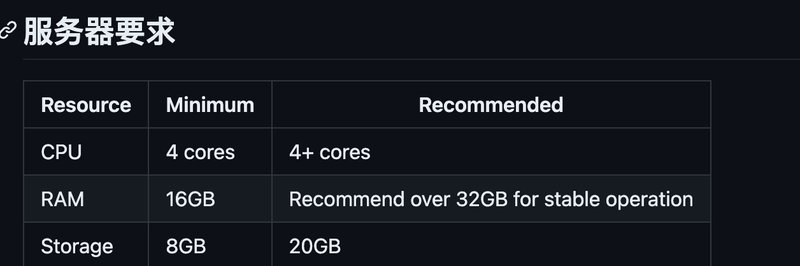 服务器要求
Resource Minimum Recommended
CPU 4 cores 4+ cores
RAM 16GB Recommend over 32GB for stable operation
Storage 8GB 20GB